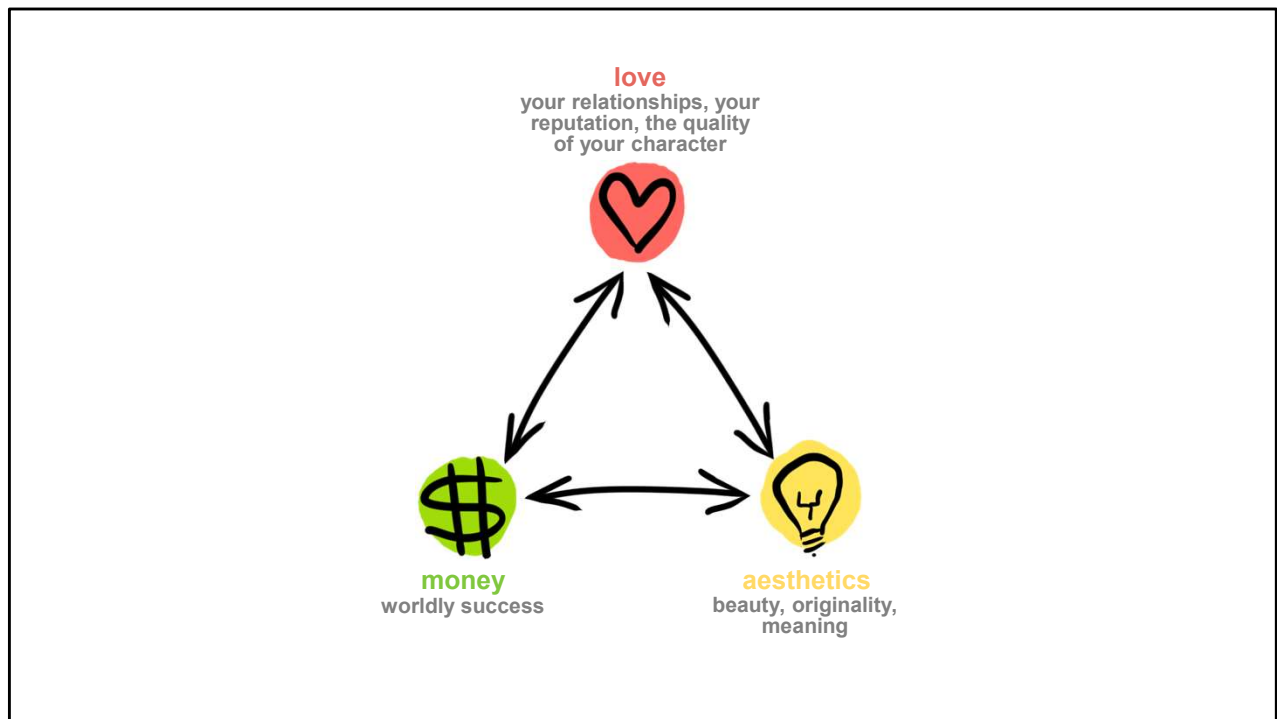 love
your relationships, your
reputation, the quality
of your character
$
money
worldly success
aesthetics
beauty, originality,
meaning